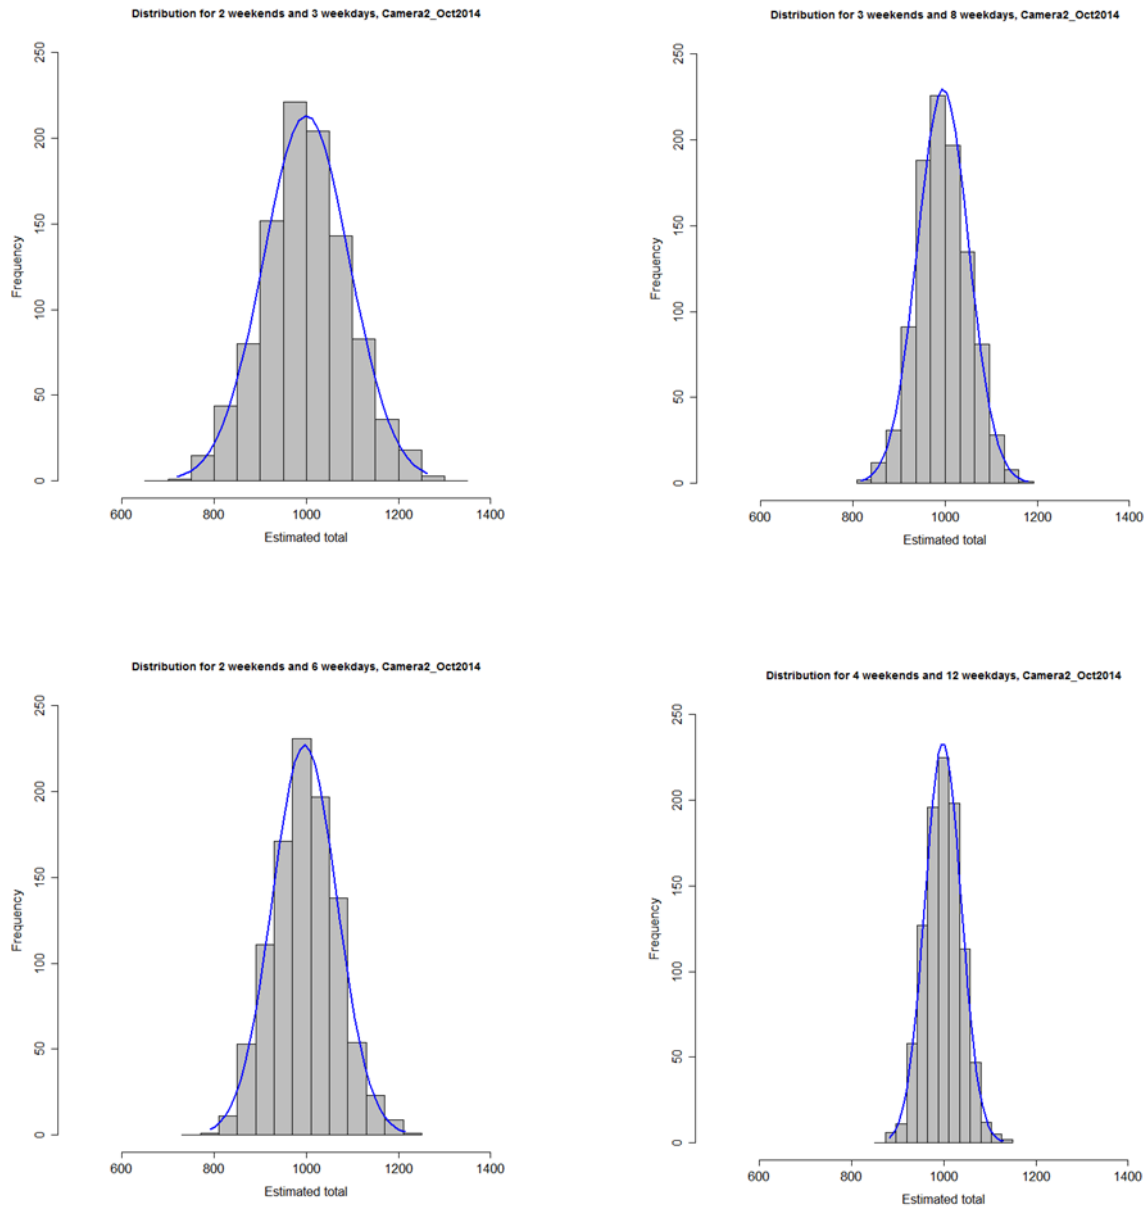 Distribution for 2 weekends and 3 weekdays, Camera2_Oct2014
250
200
150
100
50
0
Frequency
600 800 1000 1200 1400
Estimated total
Distribution for 3 weekends and 8 weekdays, Camera2_Oct2014
250
200
150
100
50
0
Frequency
600 800 1000 1200 1400
Estimated total
Distribution for 2 weekends and 6 weekdays, Camera2_Oct2014
250
200
150
100
50
0
Frequency
600 800 1000 1200 1400
Estimated total
Distribution for 4 weekends and 12 weekdays, Camera2_Oct2014
250
200
150
100
50
0
Frequency
600 800 1000 1200 1400
Estimated total